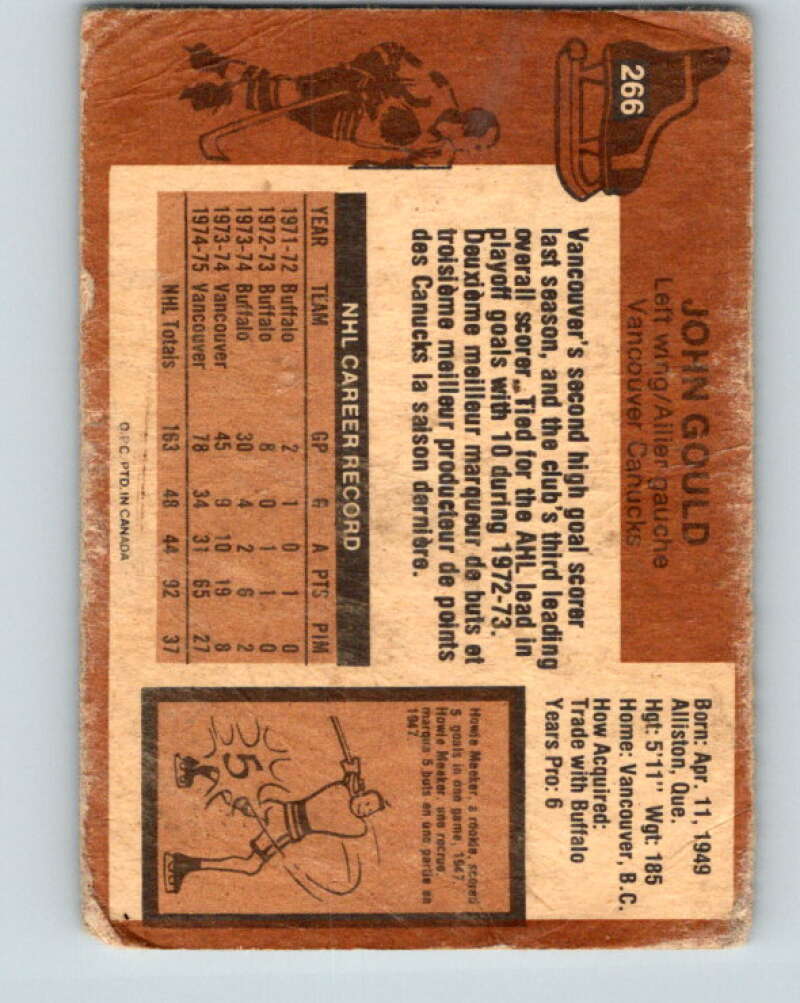 266
JOHN GOULD
Left wing/Ailier gauche
Vancouver Canucks
Born: Apr. 11, 1949
Alliston, Que.
Hgt: 5'11" Wgt: 185
Home: Vancouver, B.C.
How Acquired:
Trade with Buffalo
Years Pro: 6
Vancouver's second high goal scorer
last season, and the club's third leading
overall scorer. Tied for the AHL lead in
playoff goals with 10 during 1972-73.
Deuxième meilleur marqueur de buts et
troisième meilleur producteur de points
des Canucks la saison dernière.
NHL CAREER RECORD
YEAR TEAM GP G A PTS PIM
1971-72 Buffalo 2 1 0 1 0
1972-73 Buffalo 8 0 1 1 0
1973-74 Buffalo 30 4 2 6 2
1973-74 Vancouver 45 9 10 19 8
1974-75 Vancouver 78 34 31 65 27
NHL Totals 163 48 44 92 37
Howie Meeker, a rookie, scored
5 goals in one game, 1947.
Howie Meeker, une recrue,
marqua 5 buts en une partie en
1947.
5
O.P.C. PTD. IN CANADA